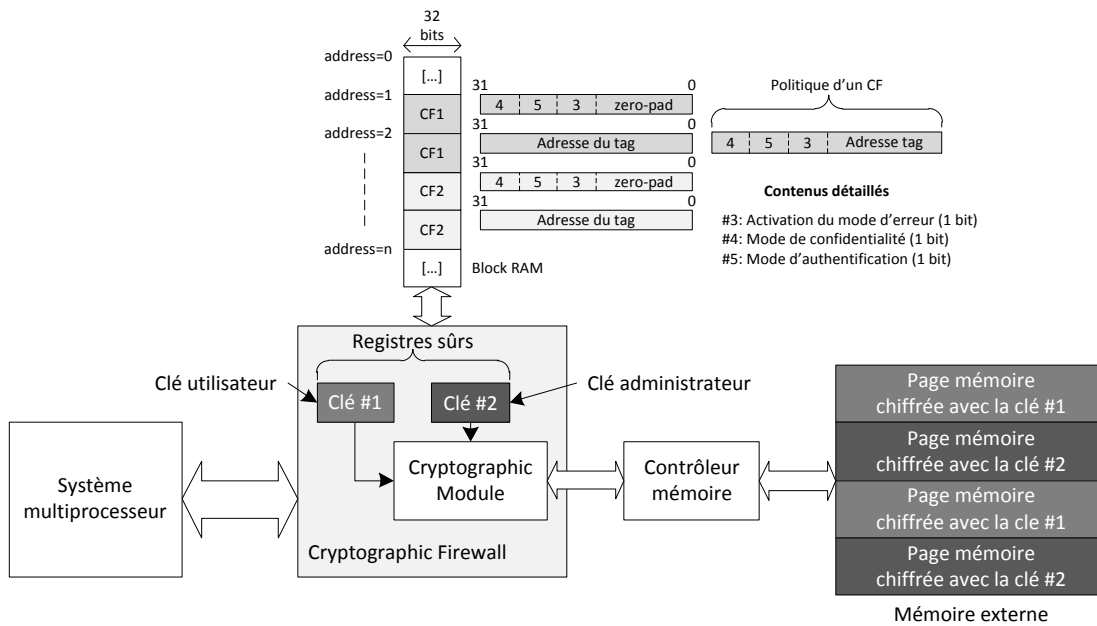 32
bits
address=0
[...]
31
0
address=1
4
5
3
zero-pad
Politique d'un CF
CF1
31
0
address=2
Adresse du tag
4
5
3
Adresse tag
CF1
31
0
4
5
3
zero-pad
Contenus détaillés
CF2
31
0
#3: Activation du mode d'erreur (1 bit)
Adresse du tag
#4: Mode de confidentialité (1 bit)
CF2
#5: Mode d'authentification (1 bit)
address=n
[...]
Block RAM
Registres sûrs
Clé utilisateur
Clé administrateur
Clé #1
Clé #2
Page mémoire
chiffrée avec la clé #1
Page mémoire
chiffrée avec la clé #2
Page mémoire
chiffrée avec la cle #1
Page mémoire
chiffrée avec la clé #2
Système
multiprocesseur
Cryptographic
Module
Contrôleur
mémoire
Cryptographic Firewall
Mémoire externe